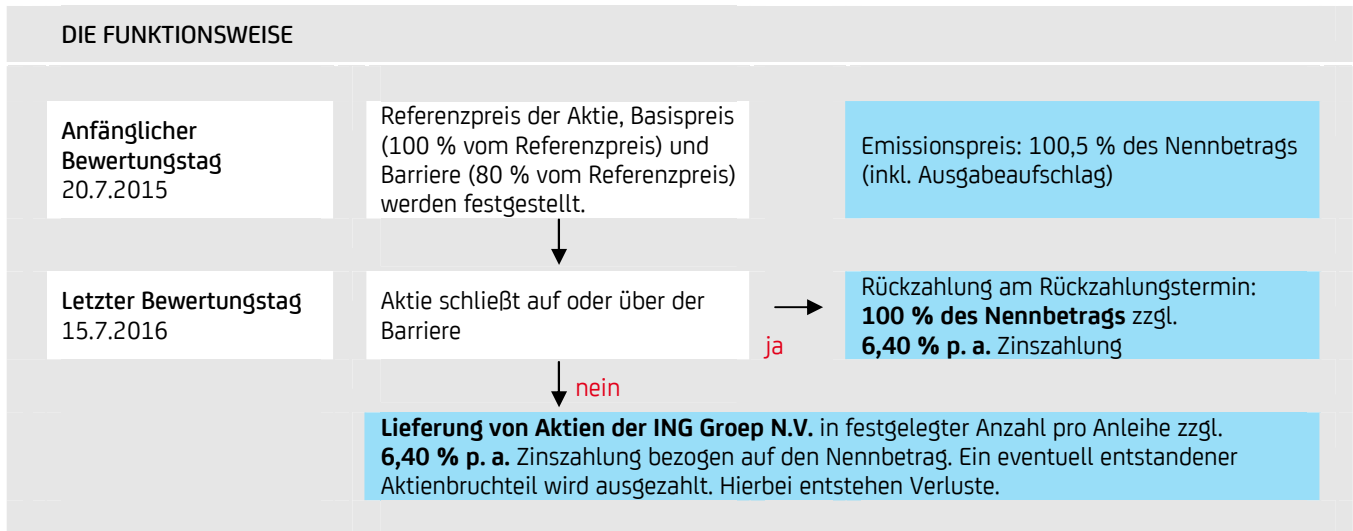 DIE FUNKTIONSWEISE
Anfänglicher
Bewertungstag
20.7.2015
Referenzpreis der Aktie, Basispreis
(100 % vom Referenzpreis) und
Barriere (80 % vom Referenzpreis)
werden festgestellt.
Emissionspreis: 100,5 % des Nennbetrags
(inkl. Ausgabeaufschlag)
Letzter Bewertungstag
15.7.2016
Aktie schließt auf oder über der
Barriere
ja
Rückzahlung am Rückzahlungstermin:
100 % des Nennbetrags zzgl.
6,40 % p. a. Zinszahlung
nein
Lieferung von Aktien der ING Groep N.V. in festgelegter Anzahl pro Anleihe zzgl.
6,40 % p. a. Zinszahlung bezogen auf den Nennbetrag. Ein eventuell entstandener
Aktienbruchteil wird ausgezahlt. Hierbei entstehen Verluste.